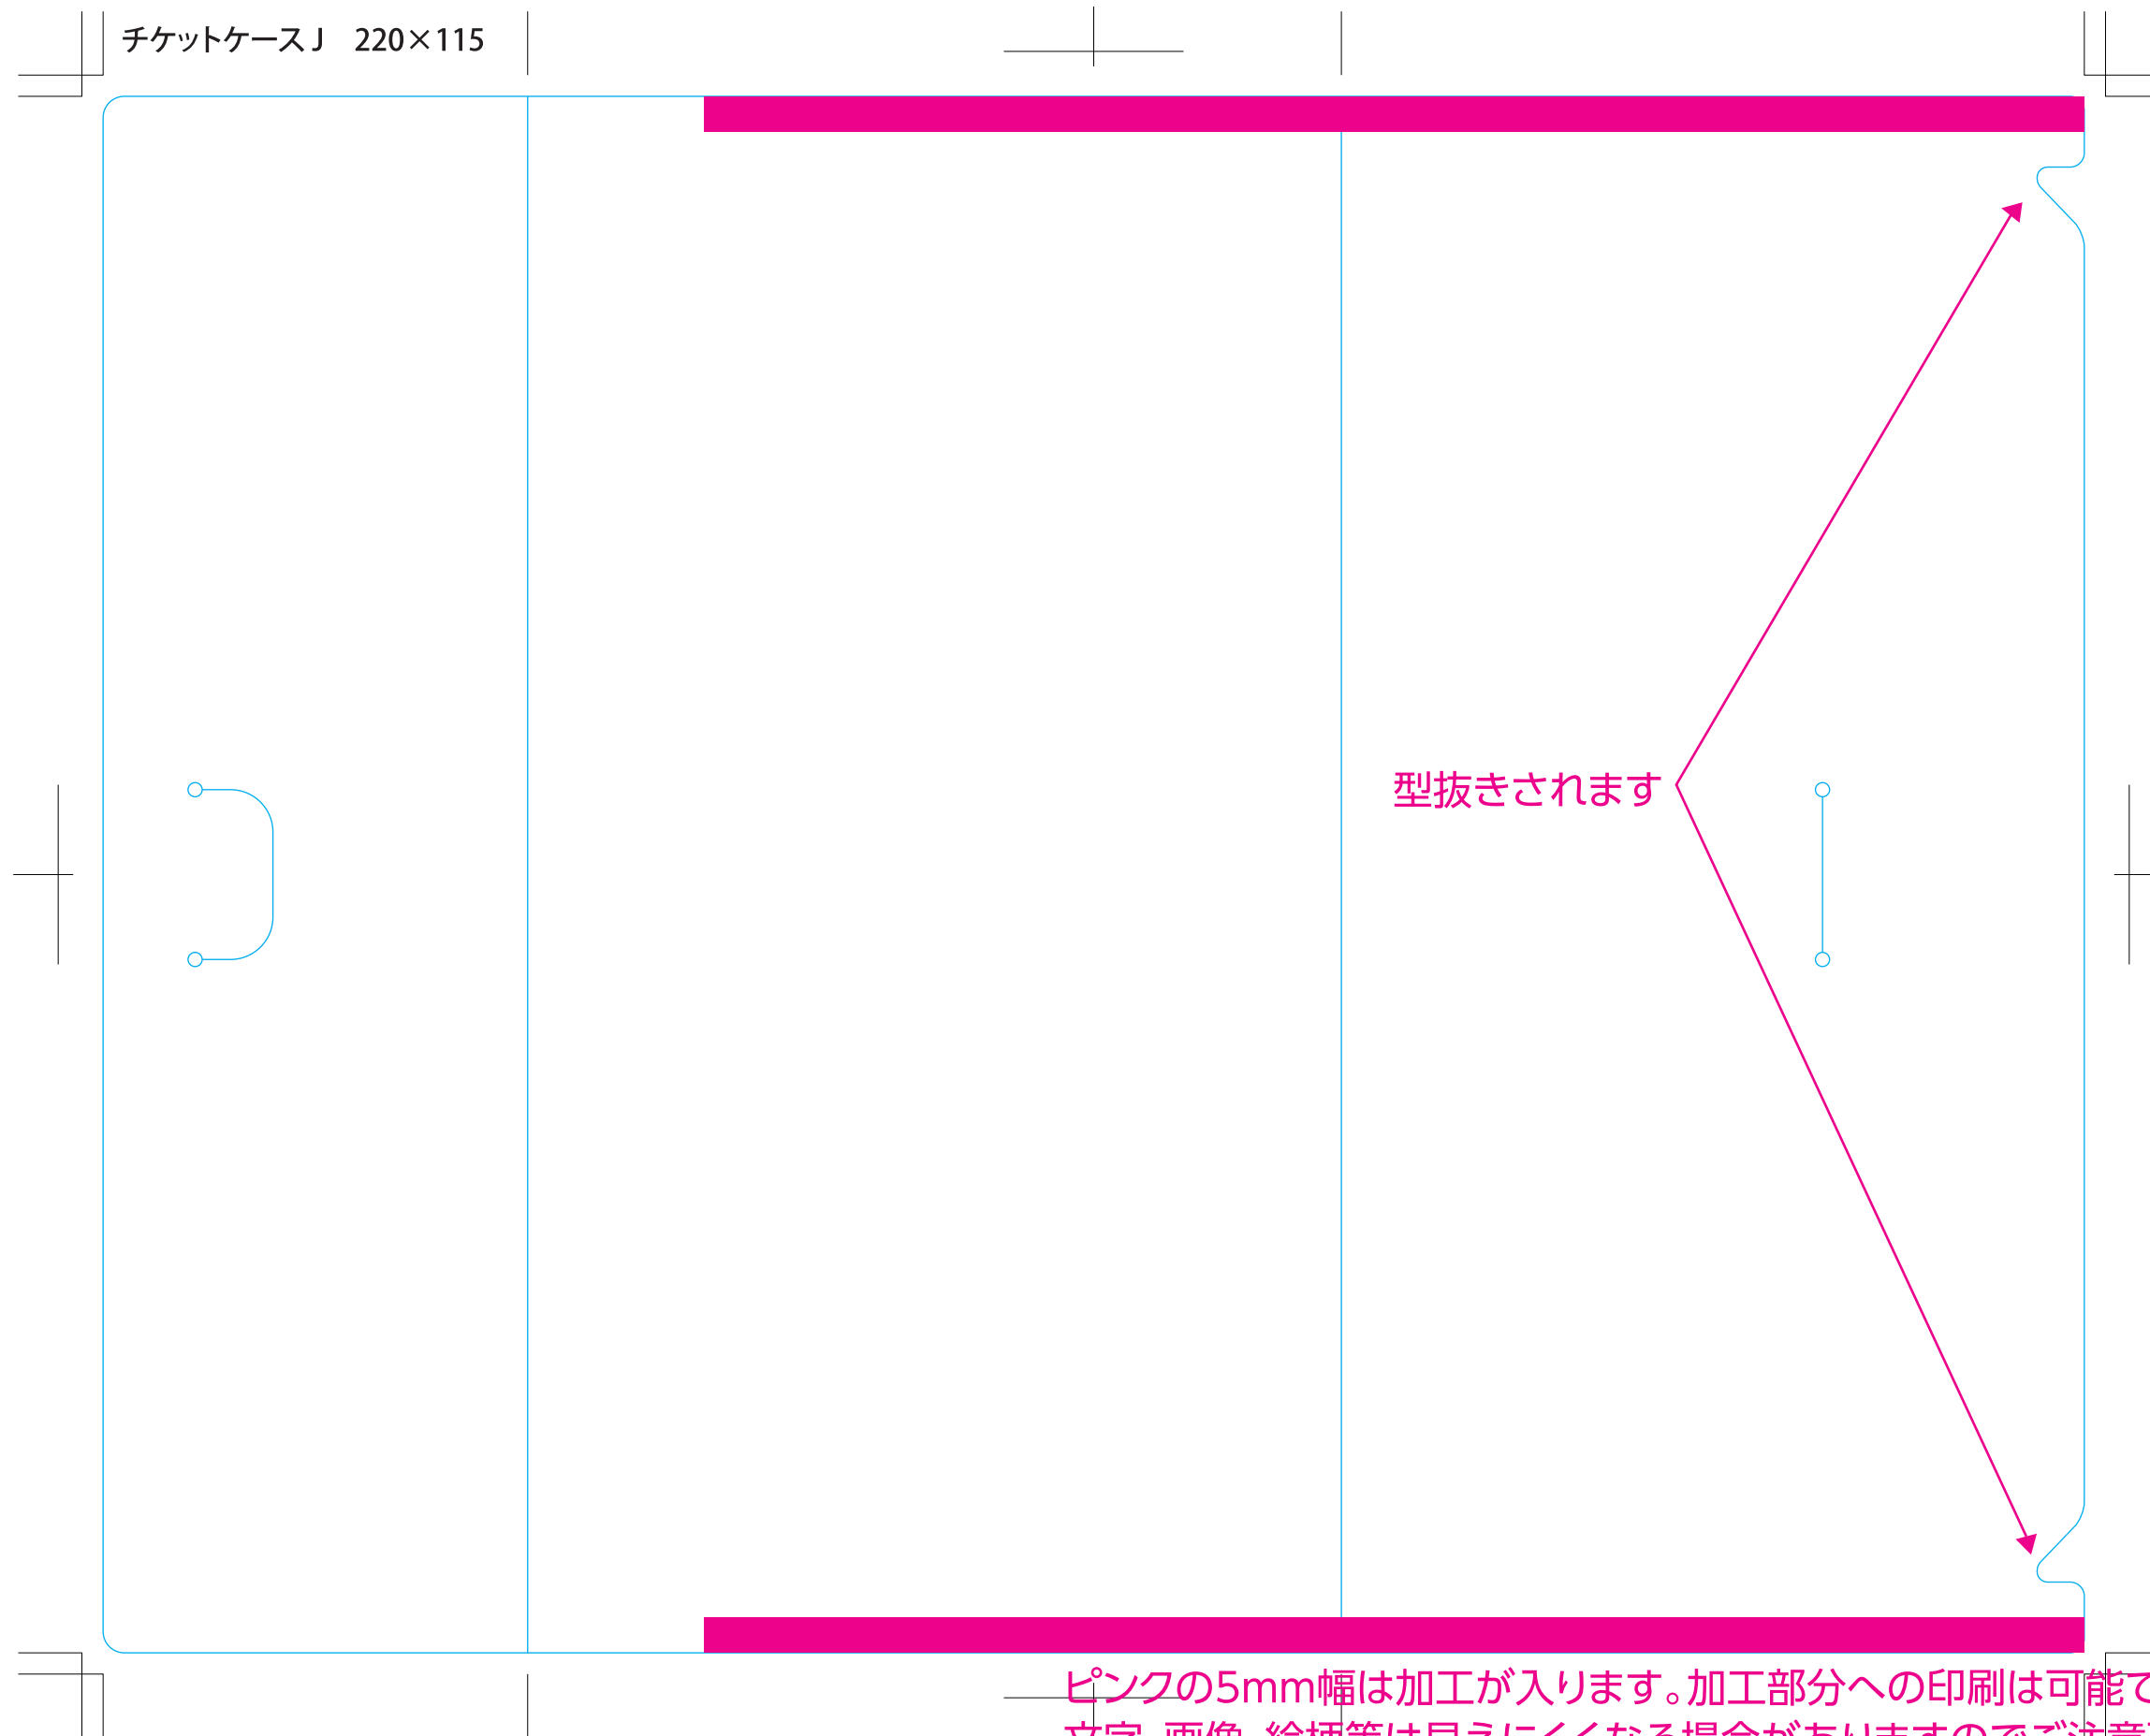 チケットケースJ　220×115
型抜きされます
ピンクの5mm幅は加工が入ります。加工部分への印刷は可能で